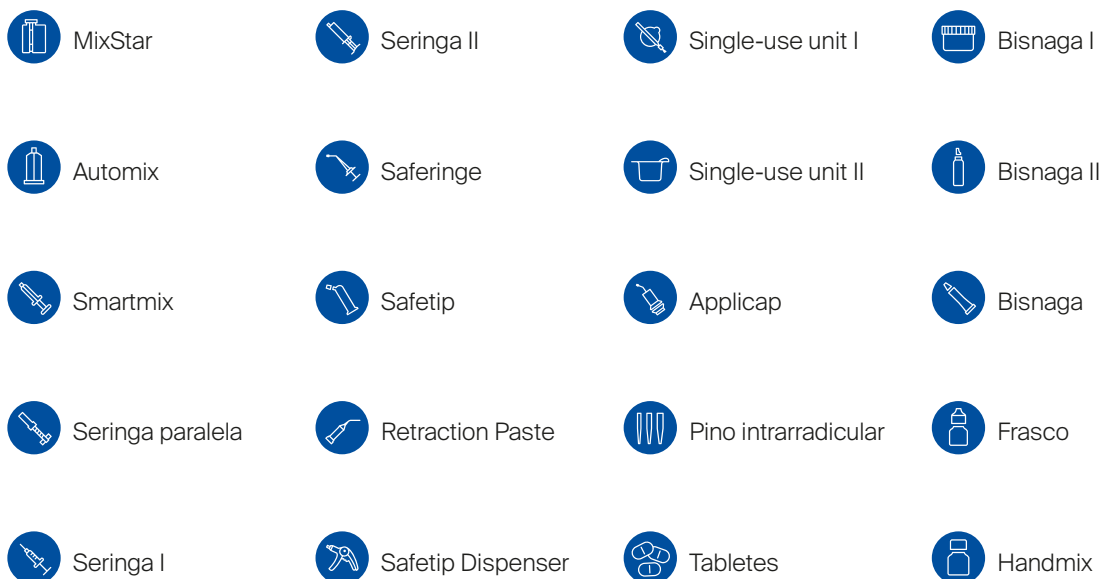 MixStar
Seringa II
Single-use unit I
Bisnaga I
Automix
Saferinge
Single-use unit II
Bisnaga II
Smartmix
Safetip
Applicap
Bisnaga
Seringa paralela
Retraction Paste
Pino intrarradicular
Frasco
Seringa I
Safetip Dispenser
Tabletes
Handmix